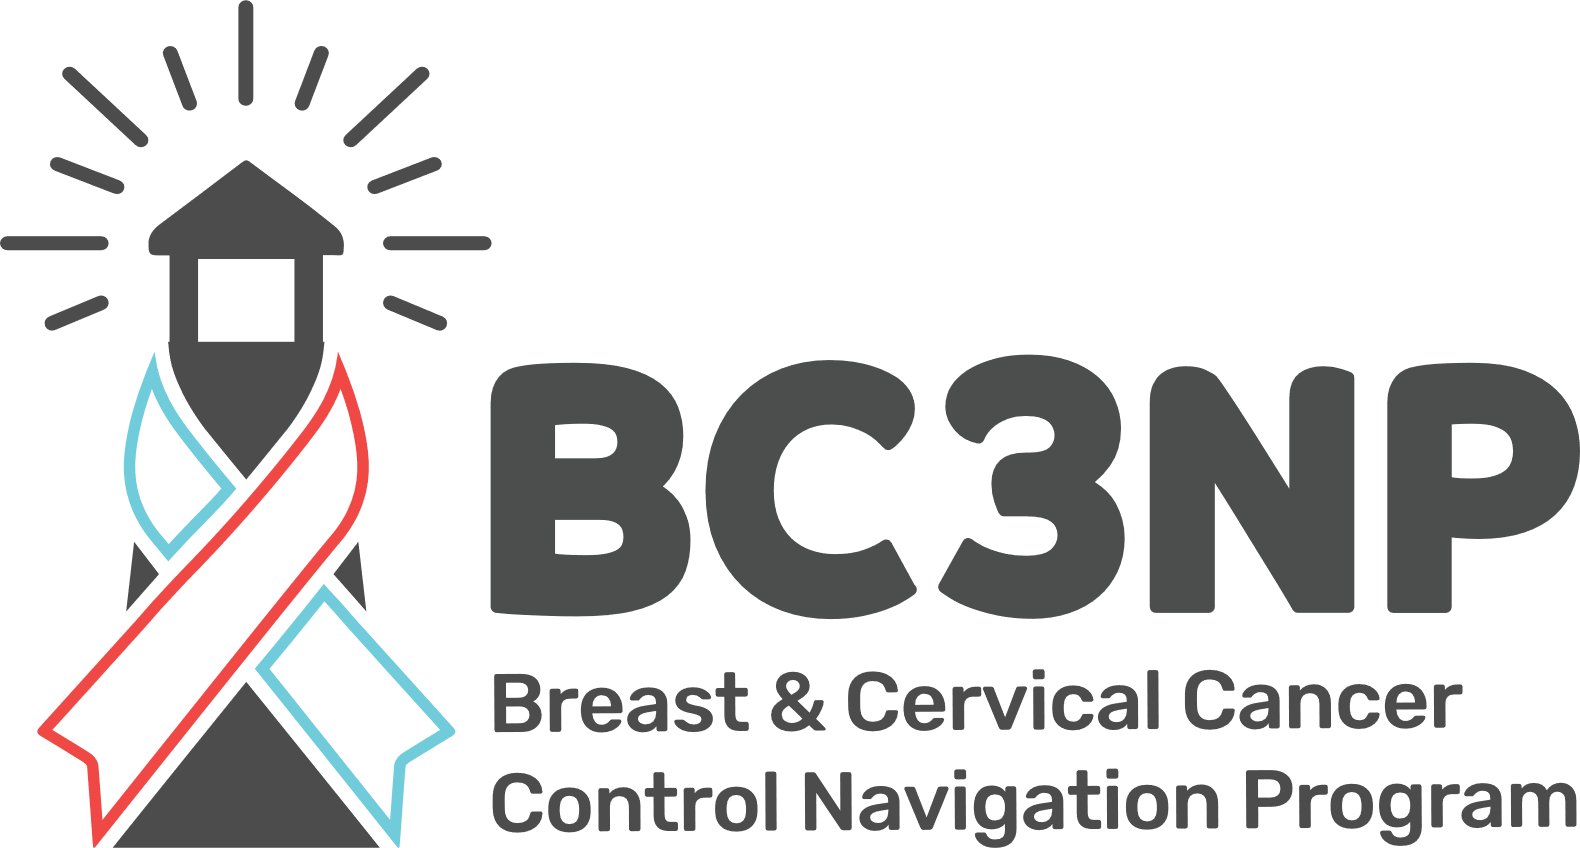 BC3NP
Breast & Cervical Cancer
Control Navigation Program